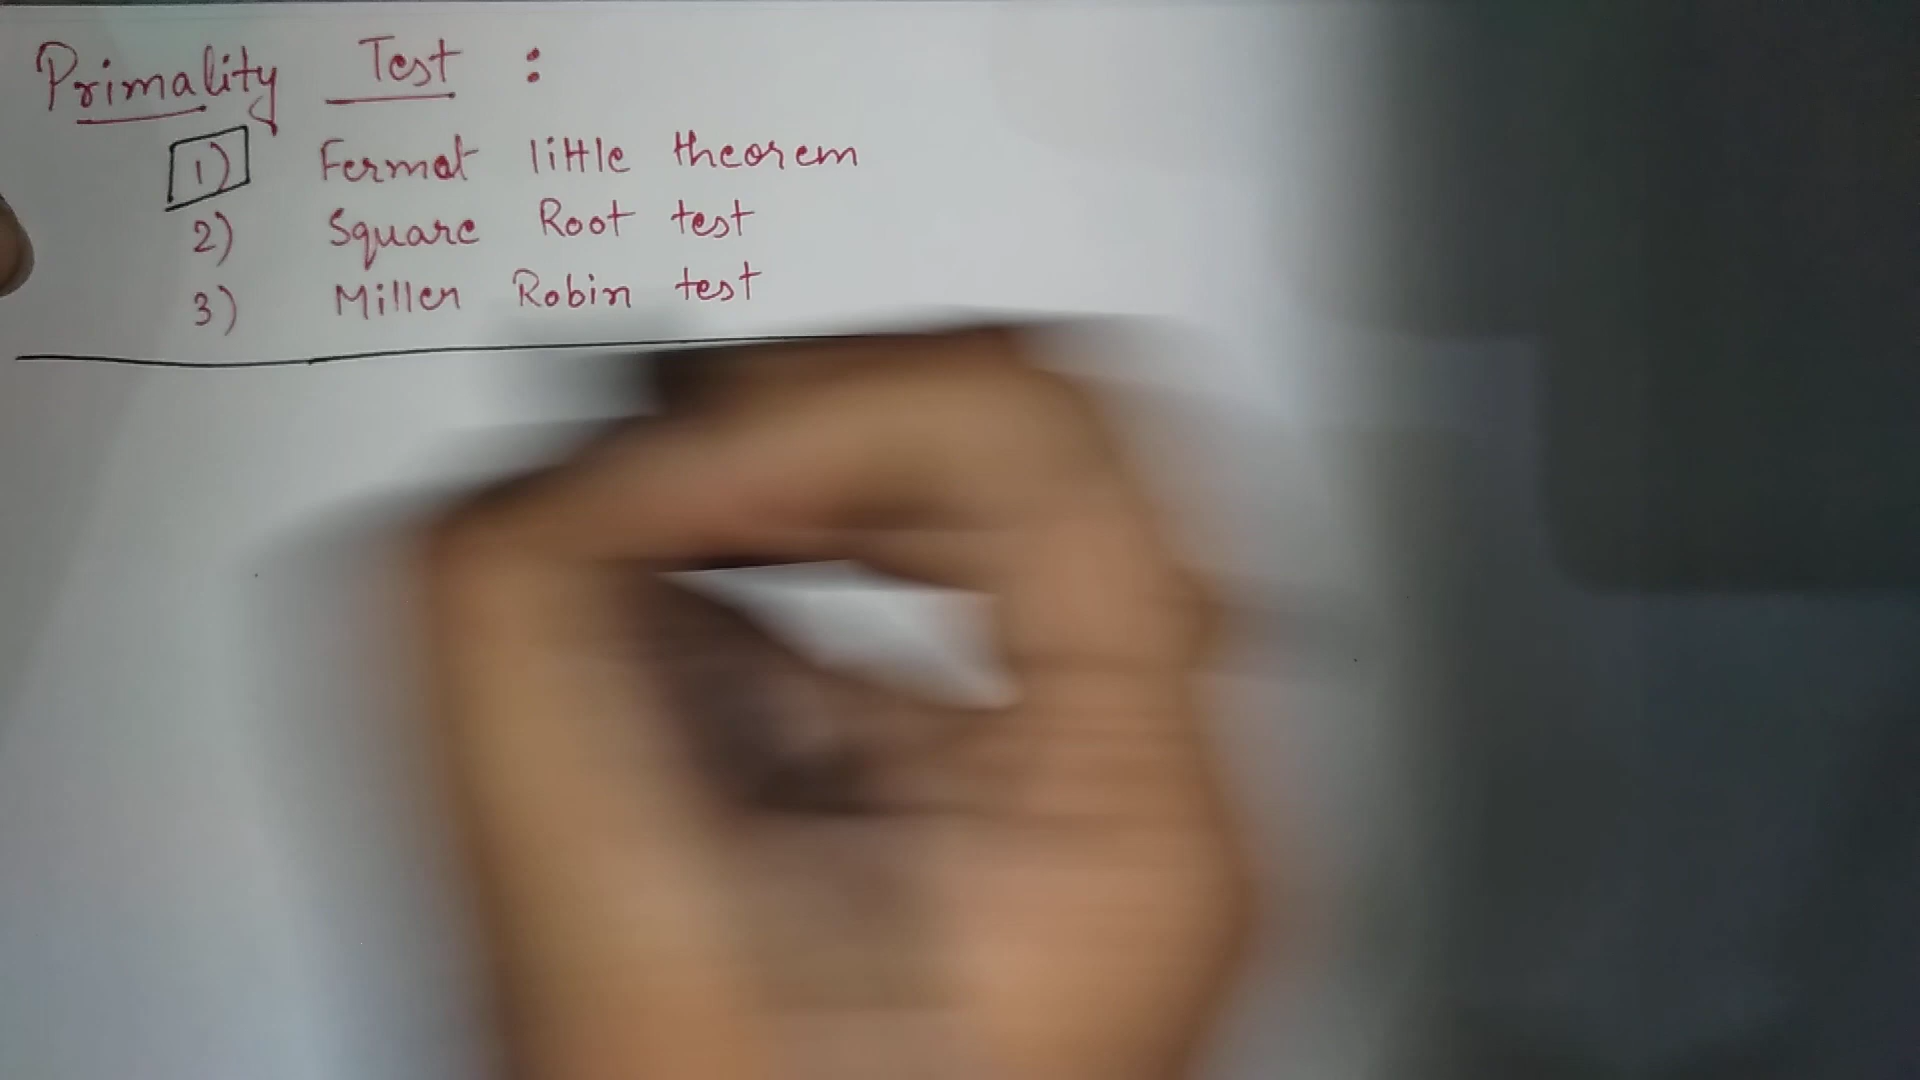 Primality Test :
1) Fermat little theorem
2) Square Root test
3) Miller Robin test